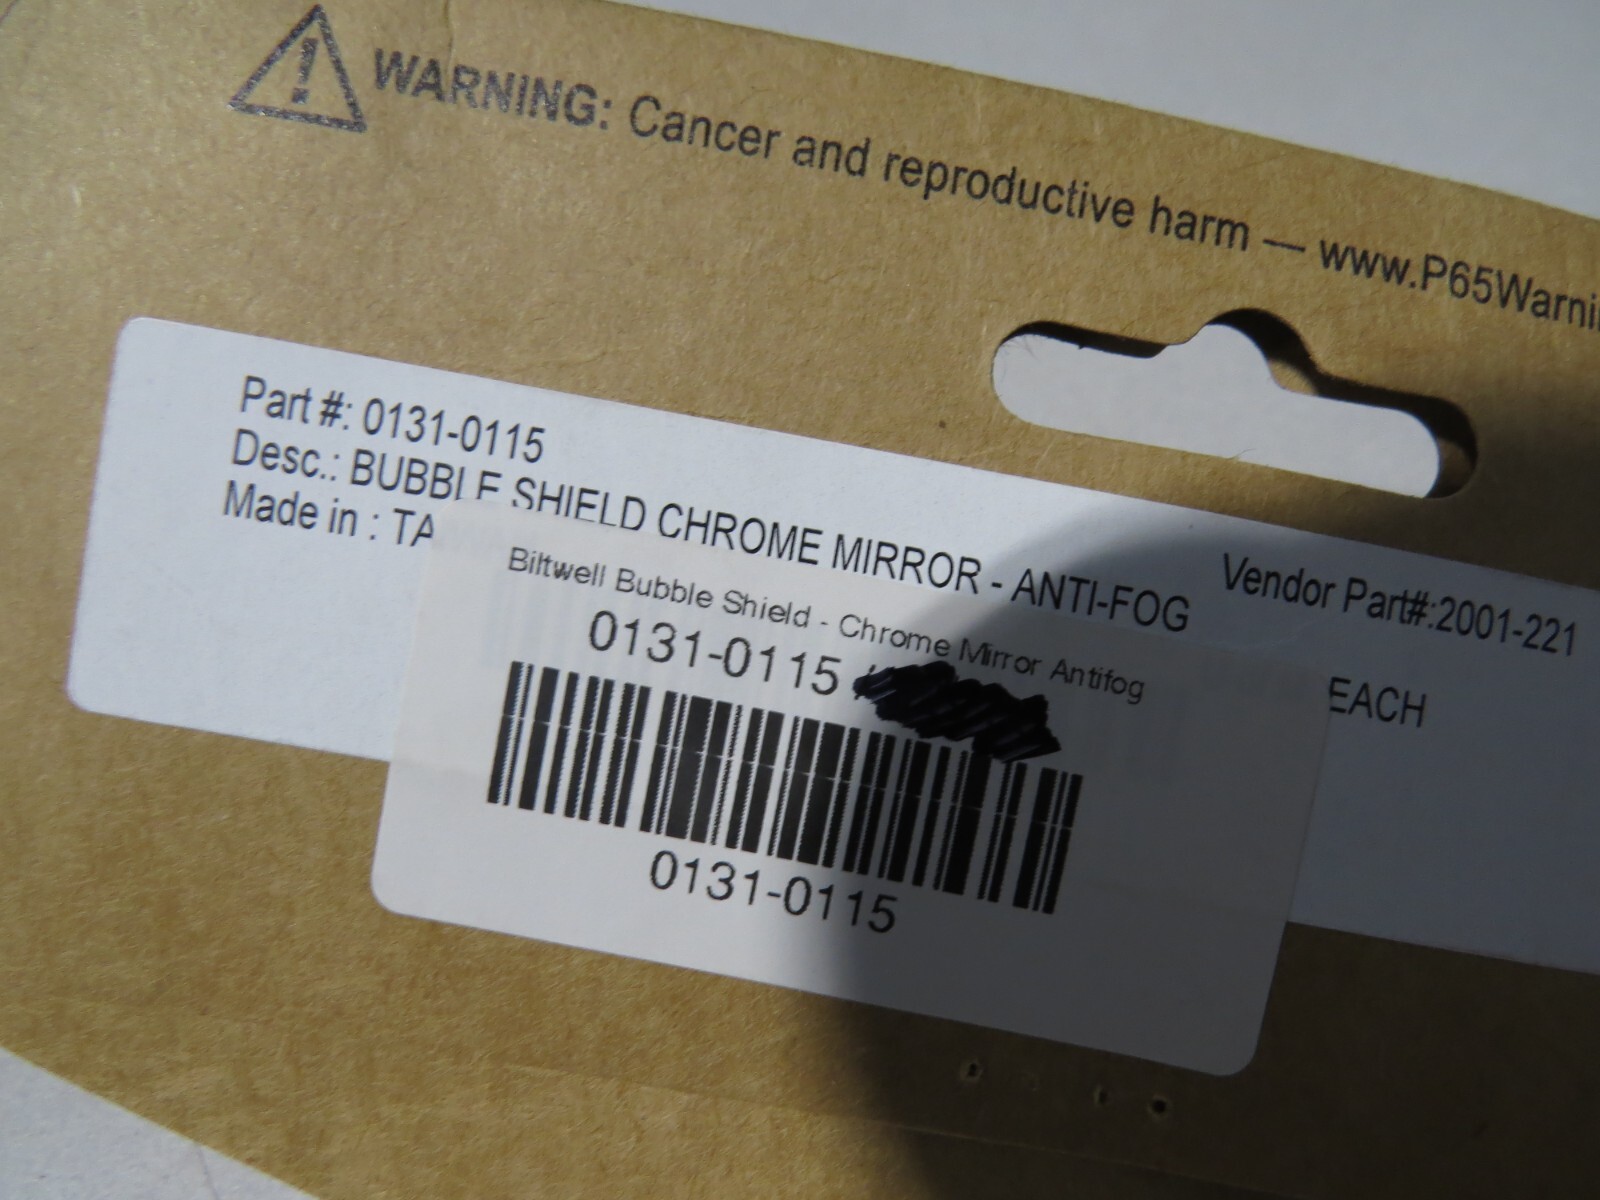 WARNING: Cancer and reproductive harm — www.P65Warni
Part #: 0131-0115
Desc.: BUBBLE SHIELD CHROME MIRROR - ANTI-FOG
Vendor Part#:2001-221
Made in : TA
EACH
Biltwell Bubble Shield - Chrome Mirror Antifog
0131-0115
0131-0115